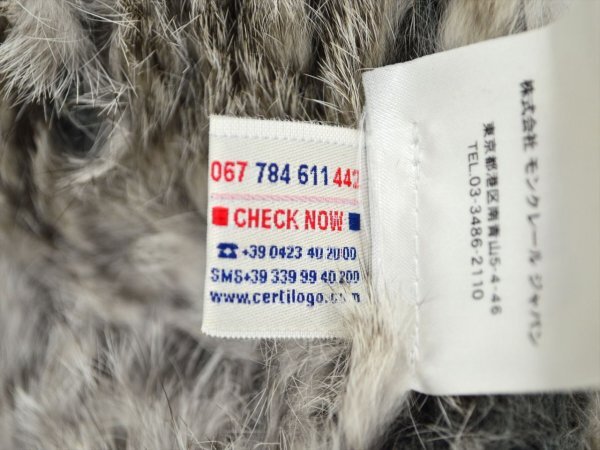 067 784 611 442
CHECK NOW
☎ +39 0423 40 20 00
SMS+39 339 99 40 200
www.certilogo.com
株式会社 モンクレール ジャパン
東京都港区南青山5-4-46
TEL.03-3486-2110